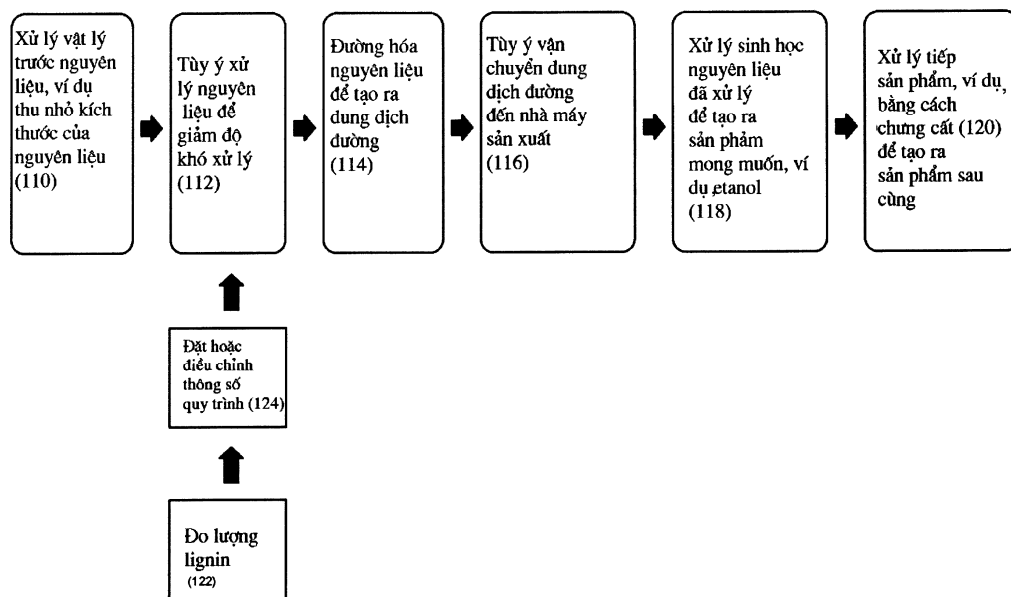 Xử lý vật lý
trước nguyên
liệu, ví dụ
thu nhỏ kích
thước của
nguyên liệu
(110)
Tùy ý xử
lý nguyên
liệu để
giảm độ
khó xử lý
(112)
Đường hóa
nguyên liệu
để tạo ra
dung dịch
đường
(114)
Tùy ý vận
chuyển dung
dịch đường
đến nhà máy
sản xuất
(116)
Xử lý sinh học
nguyên liệu
đã xử lý
để tạo ra
sản phẩm
mong muốn, ví
dụ, etanol
(118)
Xử lý tiếp
sản phẩm, ví dụ,
bằng cách
chưng cất (120)
để tạo ra
sản phẩm sau
cùng
Đặt hoặc
điều chỉnh
thông số
quy trình (124)
Đo lượng
lignin
(122)